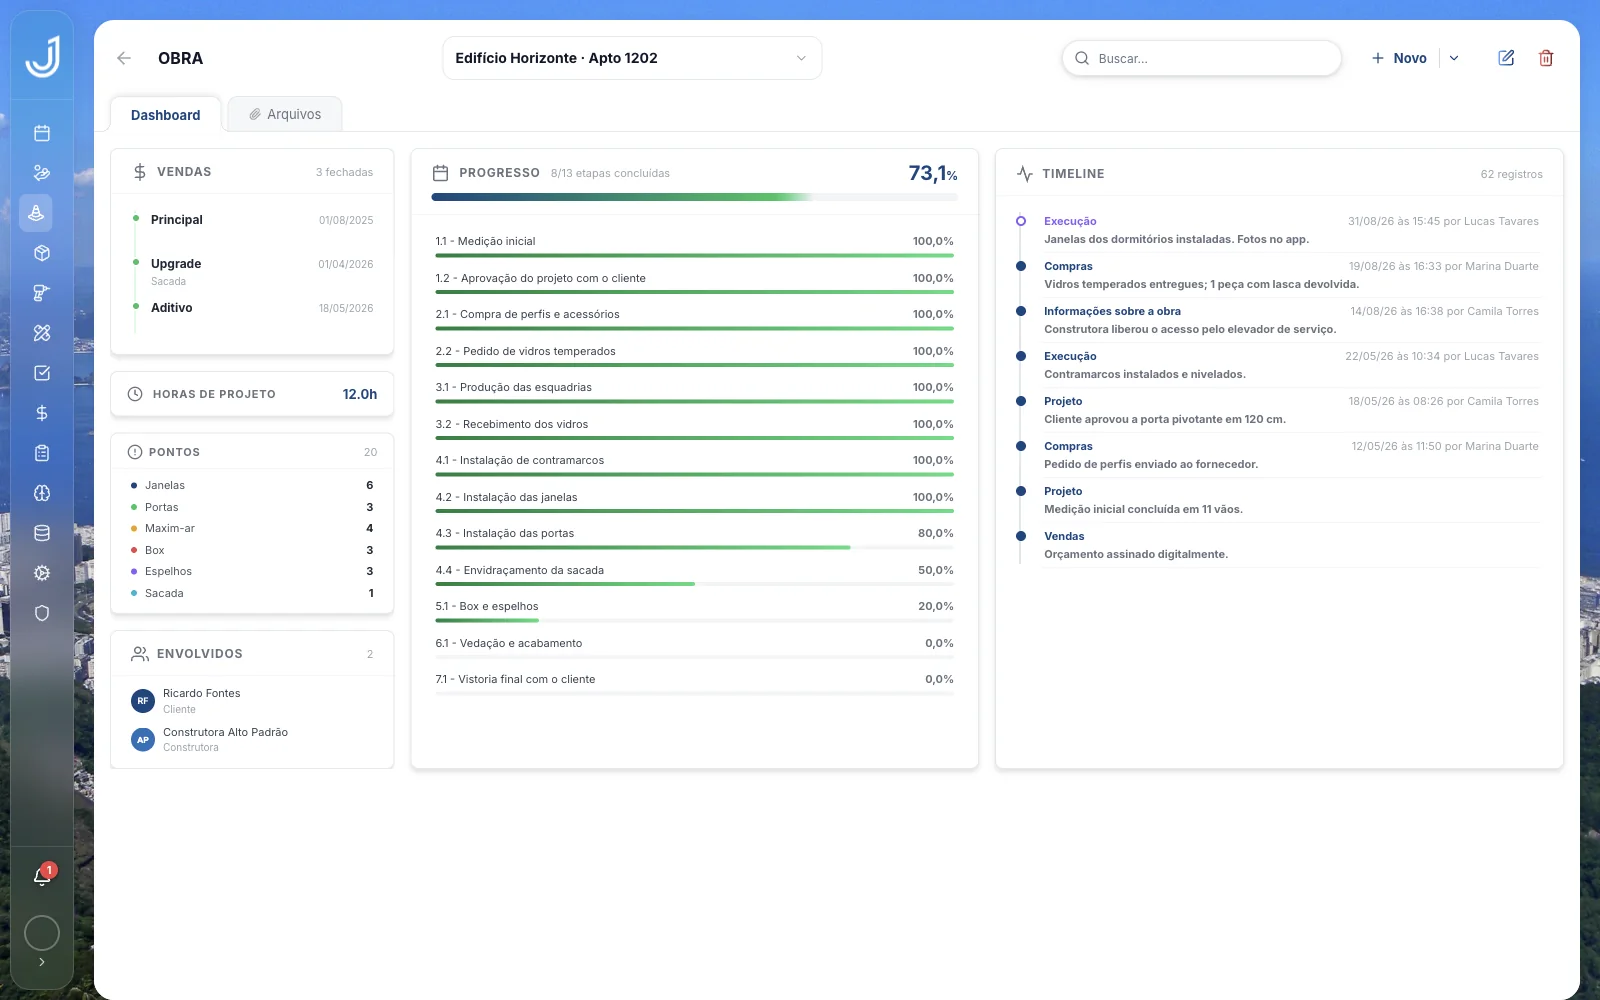 OBRA
Edifício Horizonte · Apto 1202
Buscar...
Novo
Dashboard
Arquivos
VENDAS
3 fechadas
Principal
01/08/2025
Upgrade
01/04/2026
Sacada
Aditivo
18/05/2026
HORAS DE PROJETO
12.0h
PONTOS
20
Janelas
6
Portas
3
Maxim-ar
4
Box
3
Espelhos
3
Sacada
1
ENVOLVIDOS
2
RF
Ricardo Fontes
Cliente
AP
Construtora Alto Padrão
Construtora
PROGRESSO
8/13 etapas concluídas
73,1%
1.1 - Medição inicial
100,0%
1.2 - Aprovação do projeto com o cliente
100,0%
2.1 - Compra de perfis e acessórios
100,0%
2.2 - Pedido de vidros temperados
100,0%
3.1 - Produção das esquadrias
100,0%
3.2 - Recebimento dos vidros
100,0%
4.1 - Instalação de contramarcos
100,0%
4.2 - Instalação das janelas
100,0%
4.3 - Instalação das portas
80,0%
4.4 - Envidraçamento da sacada
50,0%
5.1 - Box e espelhos
20,0%
6.1 - Vedação e acabamento
0,0%
7.1 - Vistoria final com o cliente
0,0%
TIMELINE
62 registros
Execução
31/08/26 às 15:45 por Lucas Tavares
Janelas dos dormitórios instaladas. Fotos no app.
Compras
19/08/26 às 16:33 por Marina Duarte
Vidros temperados entregues; 1 peça com lasca devolvida.
Informações sobre a obra
14/08/26 às 16:38 por Camila Torres
Construtora liberou o acesso pelo elevador de serviço.
Execução
22/05/26 às 10:34 por Lucas Tavares
Contramarcos instalados e nivelados.
Projeto
18/05/26 às 08:26 por Camila Torres
Cliente aprovou a porta pivotante em 120 cm.
Compras
12/05/26 às 11:50 por Marina Duarte
Pedido de perfis enviado ao fornecedor.
Projeto
Medição inicial concluída em 11 vãos.
Vendas
Orçamento assinado digitalmente.
1